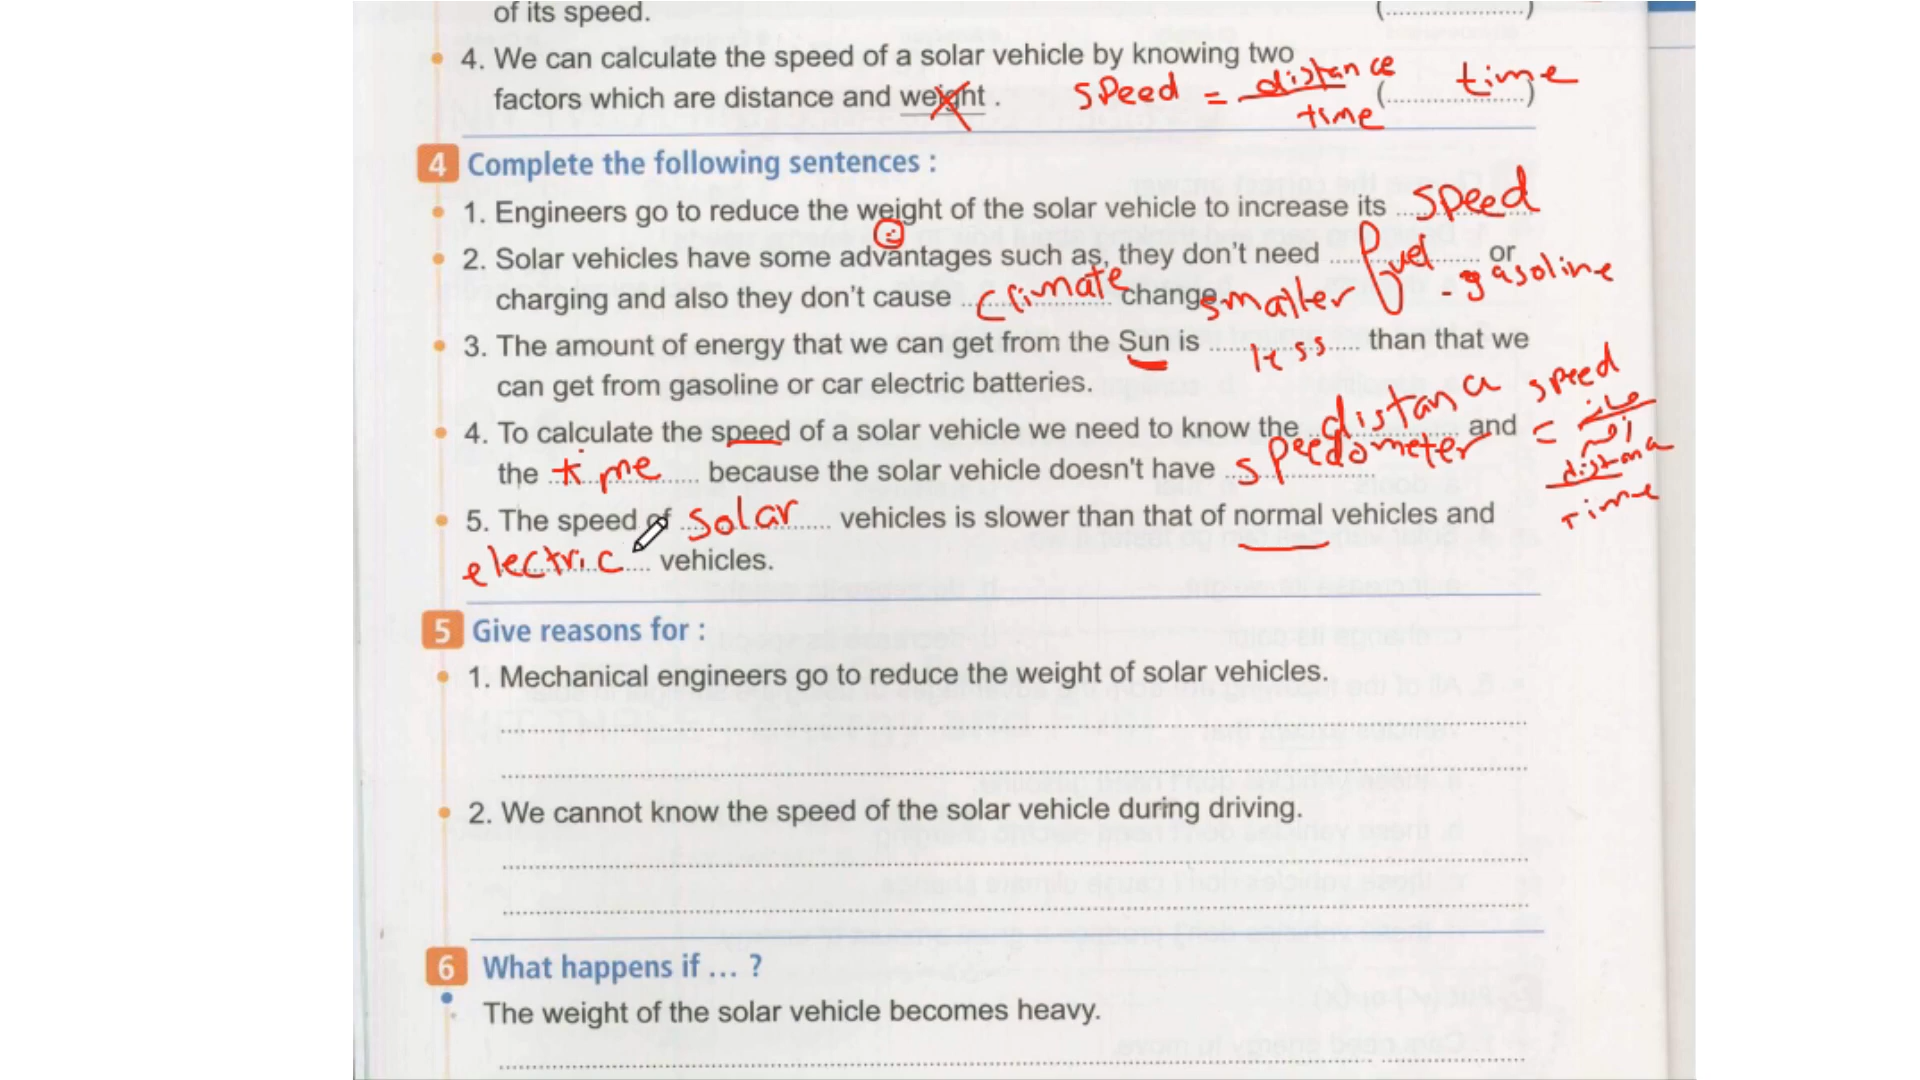 of its speed. (....................)
4. We can calculate the speed of a solar vehicle by knowing two
factors which are distance and weight . speed = distance / time (....................) time
4 Complete the following sentences :
1. Engineers go to reduce the weight of the solar vehicle to increase its speed
2. Solar vehicles have some advantages such as, they don't need fuel - gasoline or
charging and also they don't cause climate change
3. The amount of energy that we can get from the Sun is smaller less than that we
can get from gasoline or car electric batteries.
4. To calculate the speed of a solar vehicle we need to know the distance and speed =
the time because the solar vehicle doesn't have speedometer distance / Time
5. The speed of solar vehicles is slower than that of normal vehicles and
electric vehicles.
5 Give reasons for :
1. Mechanical engineers go to reduce the weight of solar vehicles.
2. We cannot know the speed of the solar vehicle during driving.
6 What happens if ... ?
The weight of the solar vehicle becomes heavy.